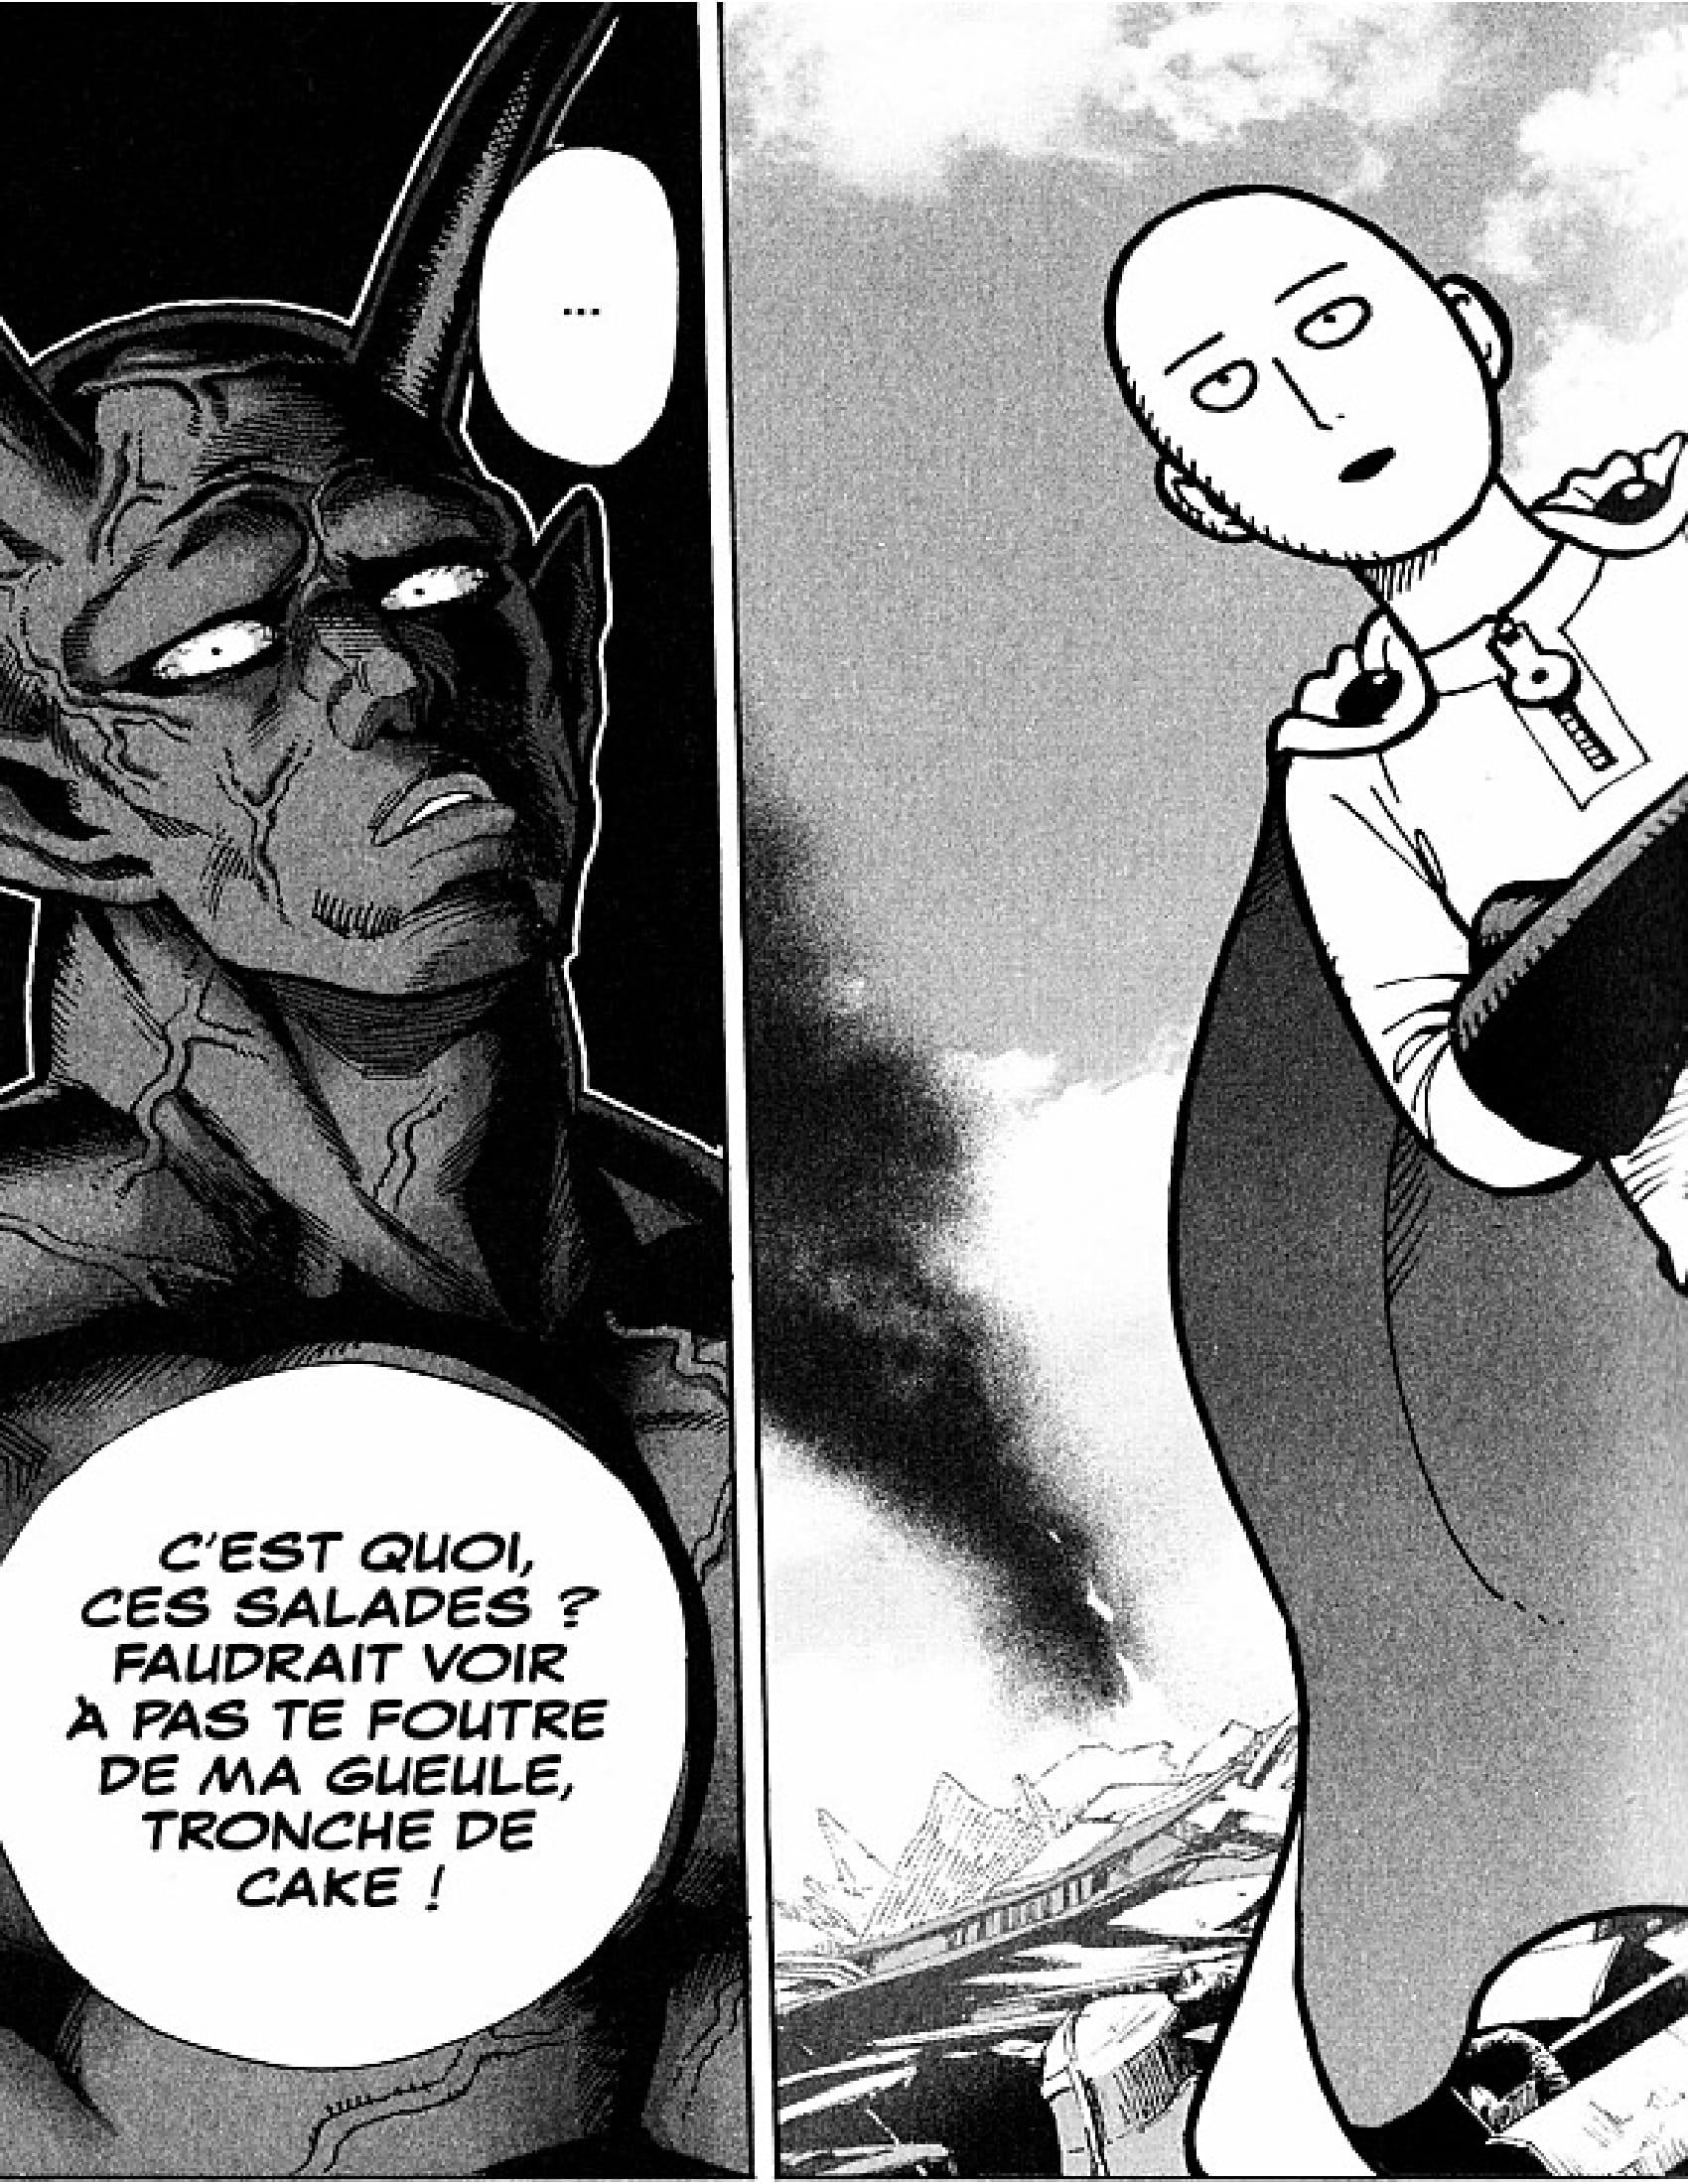 ...
C'EST QUOI,
CES SALADES ?
FAUDRAIT VOIR
À PAS TE FOUTRE
DE MA GUEULE,
TRONCHE DE
CAKE !